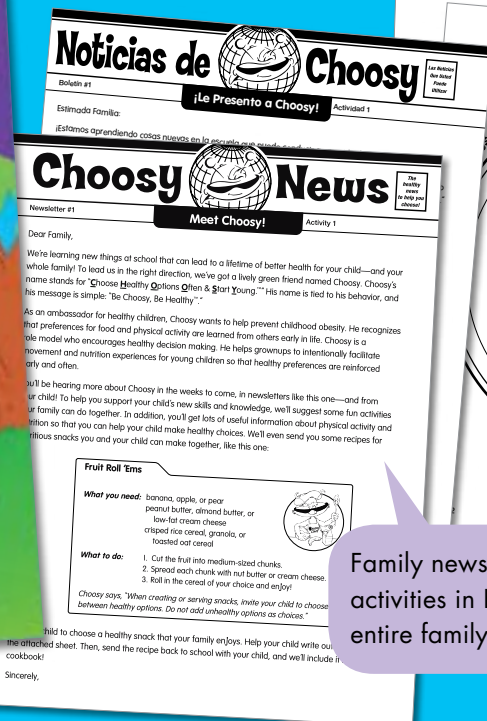 Noticias de Choosy
Las Noticias
Que Usted
Puede
Utilizar
Boletín #1
¡Le Presento a Choosy!
Actividad 1
Estimada Familia:
¡Estamos aprendiendo cosas nuevas en la escuela que puede
Choosy News
The
healthy
news
to help you
choose!
Newsletter #1
Meet Choosy!
Activity 1
Dear Family,
We're learning new things at school that can lead to a lifetime of better health for your child—and your
whole family! To lead us in the right direction, we've got a lively green friend named Choosy. Choosy's
name stands for "Choose Healthy Options Often & Start Young.™" His name is tied to his behavior, and
his message is simple: "Be Choosy, Be Healthy™."
As an ambassador for healthy children, Choosy wants to help prevent childhood obesity. He recognizes
that preferences for food and physical activity are learned from others early in life. Choosy is a
role model who encourages healthy decision making. He helps grownups to intentionally facilitate
movement and nutrition experiences for young children so that healthy preferences are reinforced
early and often.
You'll be hearing more about Choosy in the weeks to come, in newsletters like this one—and from
your child! To help you support your child's new skills and knowledge, we'll suggest some fun activities
your family can do together. In addition, you'll get lots of useful information about physical activity and
nutrition so that you can help your child make healthy choices. We'll even send you some recipes for
nutritious snacks you and your child can make together, like this one:
Fruit Roll 'Ems
What you need: banana, apple, or pear
peanut butter, almond butter, or
low-fat cream cheese
crisped rice cereal, granola, or
toasted oat cereal
What to do: 1. Cut the fruit into medium-sized chunks.
2. Spread each chunk with nut butter or cream cheese.
3. Roll in the cereal of your choice and enjoy!
Choosy says, "When creating or serving snacks, invite your child to choose
between healthy options. Do not add unhealthy options as choices."
child to choose a healthy snack that your family enjoys. Help your child write out
the attached sheet. Then, send the recipe back to school with your child, and we'll include it
cookbook!
Sincerely,
Family news
activities in
entire family